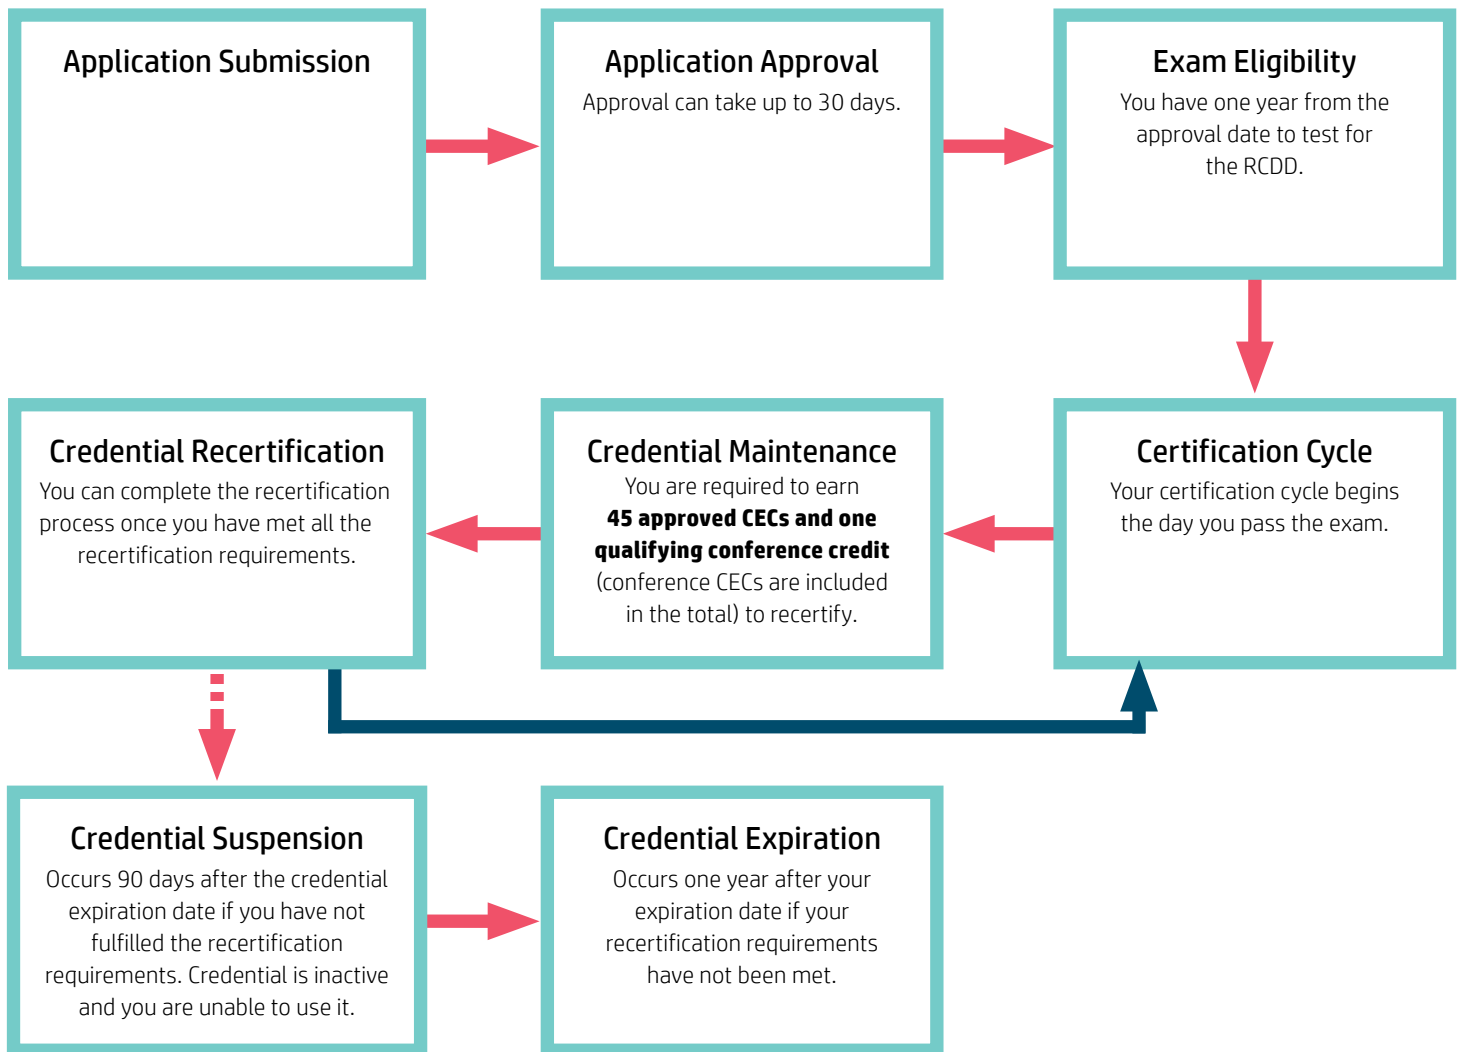 Application Submission
Application Approval
Approval can take up to 30 days.
Exam Eligibility
You have one year from the
approval date to test for
the RCDD.
Credential Recertification
You can complete the recertification
process once you have met all the
recertification requirements.
Credential Maintenance
You are required to earn
45 approved CECs and one
qualifying conference credit
(conference CECs are included
in the total) to recertify.
Certification Cycle
Your certification cycle begins
the day you pass the exam.
Credential Suspension
Occurs 90 days after the credential
expiration date if you have not
fulfilled the recertification
requirements. Credential is inactive
and you are unable to use it.
Credential Expiration
Occurs one year after your
expiration date if your
recertification requirements
have not been met.